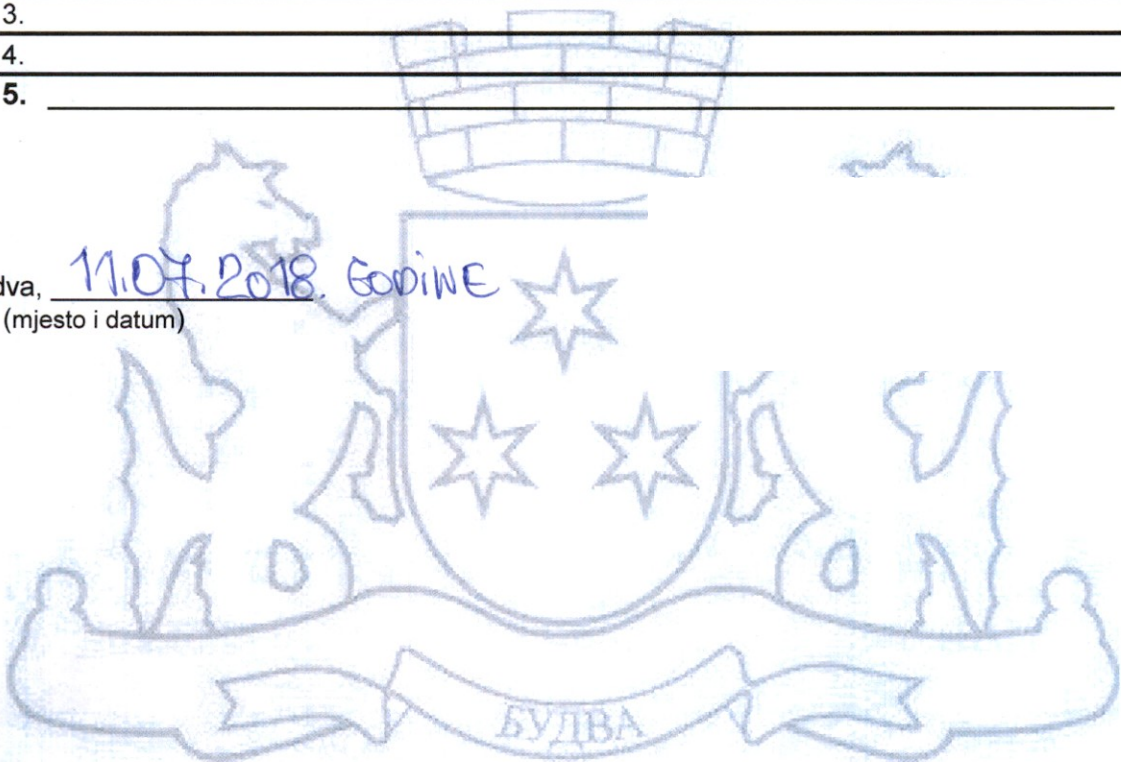 3.
4.
5.
dva, 11.07.2018. GODINE
(mjesto i datum)
БУДВА